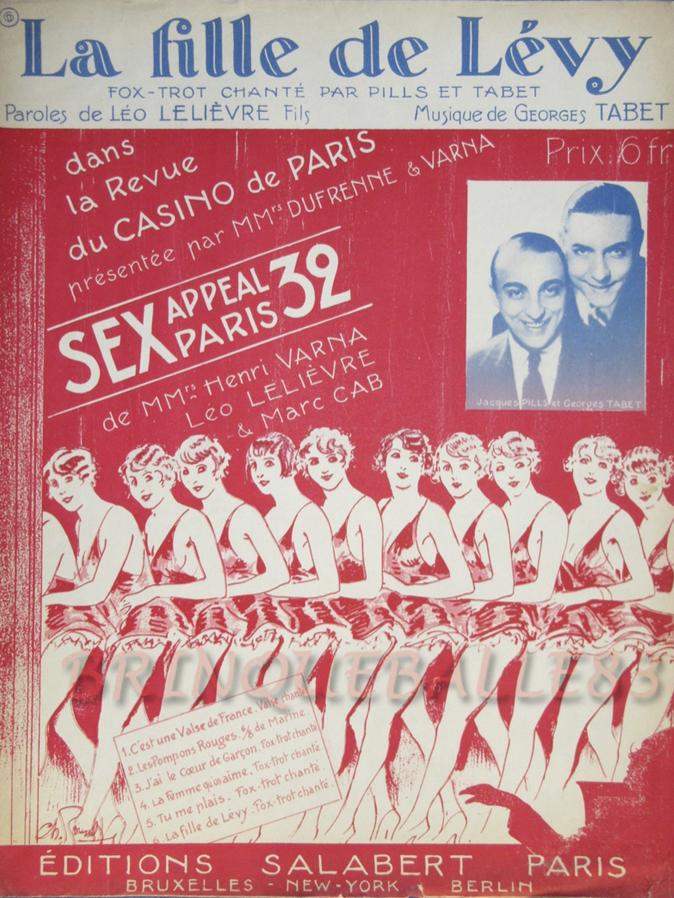 La fille de Lévy
FOX-TROT CHANTÉ PAR PILLS ET TABET
Paroles de LÉO LELIÈVRE Fils
Musique de GEORGES TABET
dans
la Revue
du CASINO de PARIS
présentée par MMrs DUFRENNE & VARNA
Prix: 6 fr
SEX APPEAL
PARIS 32
de MMrs Henri VARNA
Léo LELIÈVRE
& Marc CAB
Jacques PILLS et Georges TABET
BRINQUEBALLE83
1. C'est une Valse de France. Valse chantée
2. Les Pompons Rouges. 6/8 de Marine.
3. J'ai le Cœur de Garçon. Fox-trot chanté
4. La Femme qu'on aime. Fox-trot chanté
5. Tu me plais. Fox-trot chanté.
6. La fille de Lévy. Fox-trot chanté.
ÉDITIONS SALABERT PARIS
BRUXELLES - NEW-YORK BERLIN